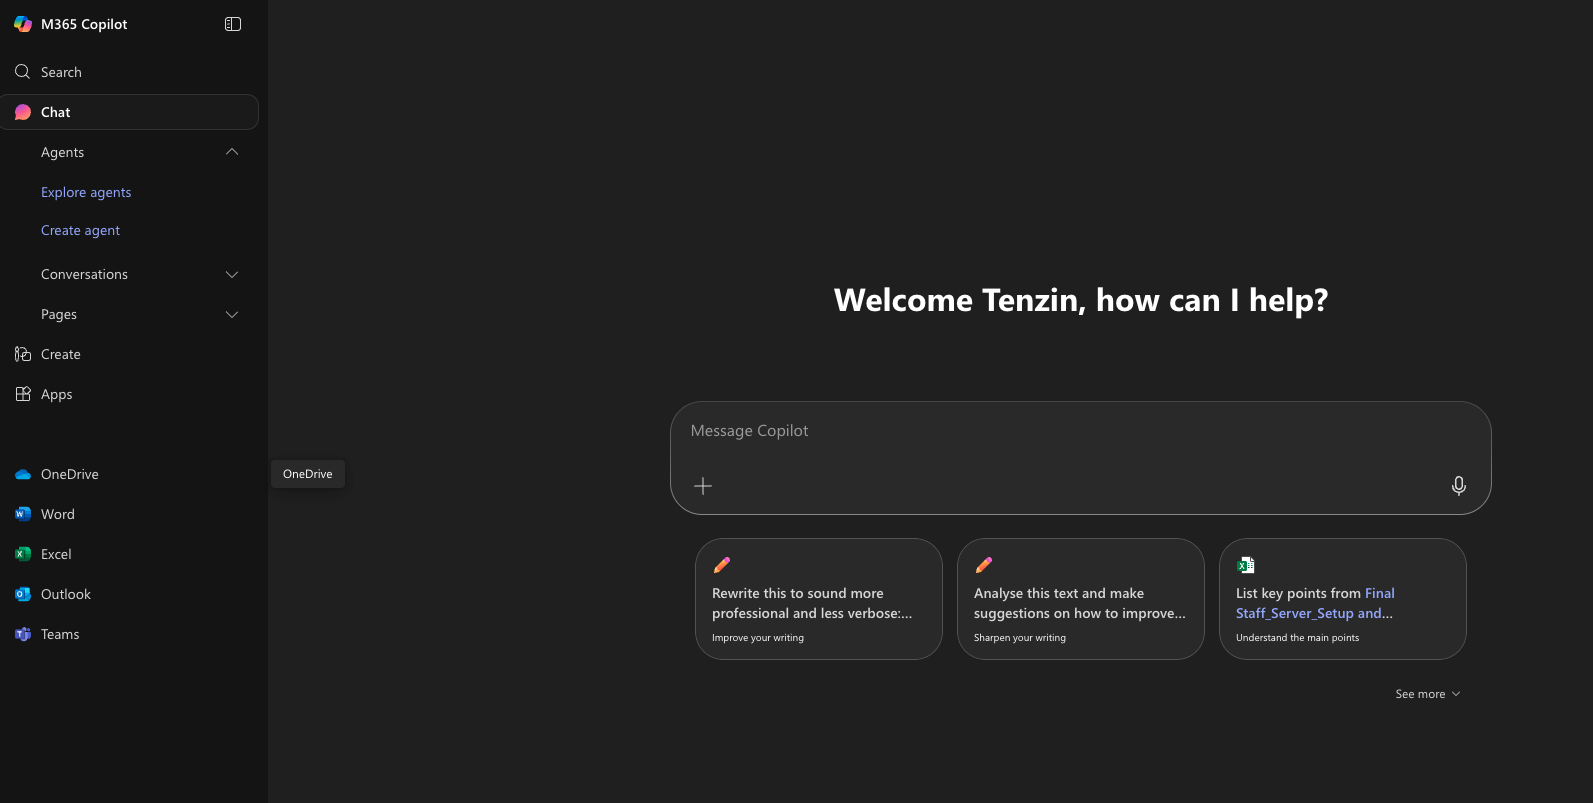 M365 Copilot
Search
Chat
Agents
Explore agents
Create agent
Conversations
Pages
Create
Apps
OneDrive
Word
Excel
Outlook
Teams
OneDrive
Welcome Tenzin, how can I help?
Message Copilot
Rewrite this to sound more
professional and less verbose:...
Improve your writing
Analyse this text and make
suggestions on how to improve...
Sharpen your writing
List key points from Final
Staff_Server_Setup and...
Understand the main points
See more